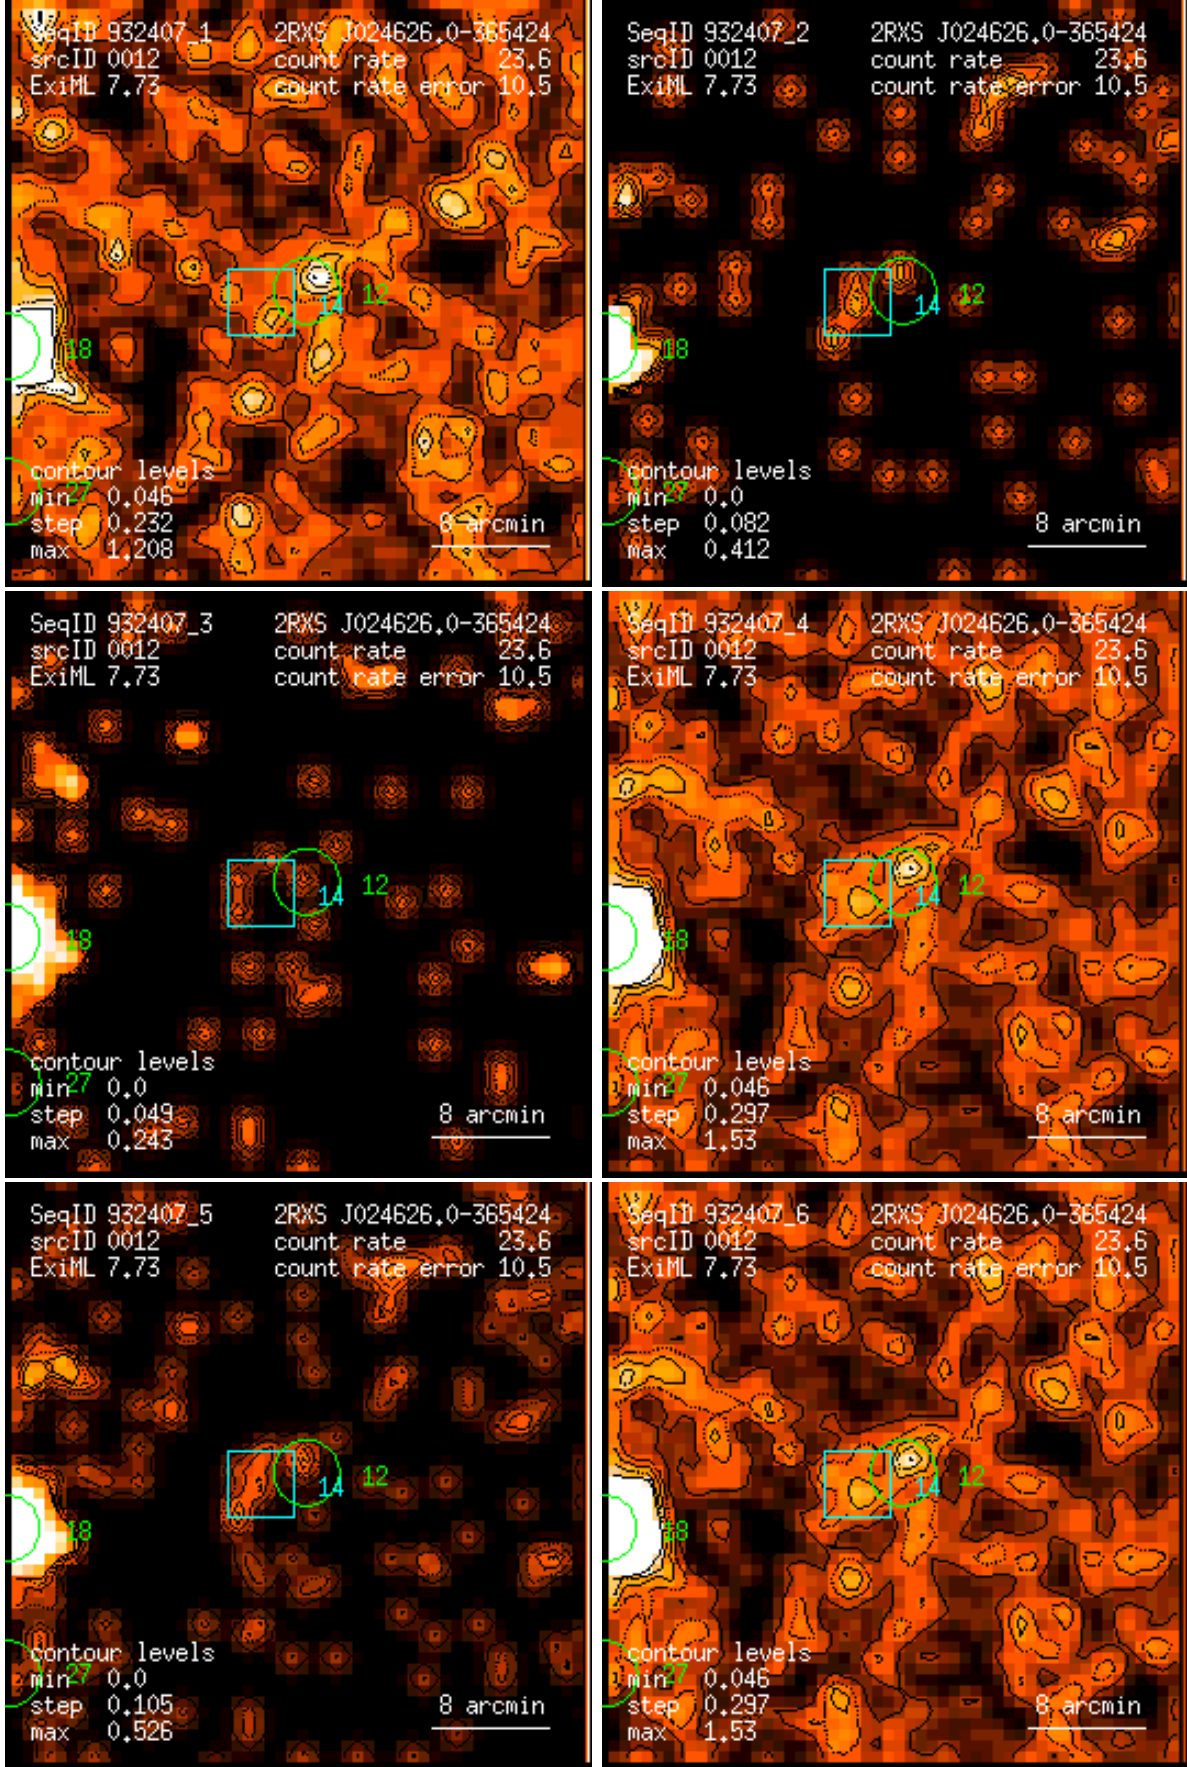 SeqID 932407_1 2RXS J024626.0-365424
srcID 0012 count rate 23.6
ExiML 7.73 count rate error 10.5
14 12
18
contour levels
27
min 0.046
step 0.232 8 arcmin
max 1.208
SeqID 932407_2 2RXS J024626.0-365424
srcID 0012 count rate 23.6
ExiML 7.73 count rate error 10.5
14 12
18
contour levels
27
min 0.0
step 0.082 8 arcmin
max 0.412
SeqID 932407_3 2RXS J024626.0-365424
srcID 0012 count rate 23.6
ExiML 7.73 count rate error 10.5
14 12
18
contour levels
27
min 0.0
step 0.049 8 arcmin
max 0.243
SeqID 932407_4 2RXS J024626.0-365424
srcID 0012 count rate 23.6
ExiML 7.73 count rate error 10.5
14 12
18
contour levels
27
min 0.046
step 0.297 8 arcmin
max 1.53
SeqID 932407_5 2RXS J024626.0-365424
srcID 0012 count rate 23.6
ExiML 7.73 count rate error 10.5
14 12
18
contour levels
27
min 0.0
step 0.105 8 arcmin
max 0.526
SeqID 932407_6 2RXS J024626.0-365424
srcID 0012 count rate 23.6
ExiML 7.73 count rate error 10.5
14 12
18
contour levels
27
min 0.046
step 0.297 8 arcmin
max 1.53